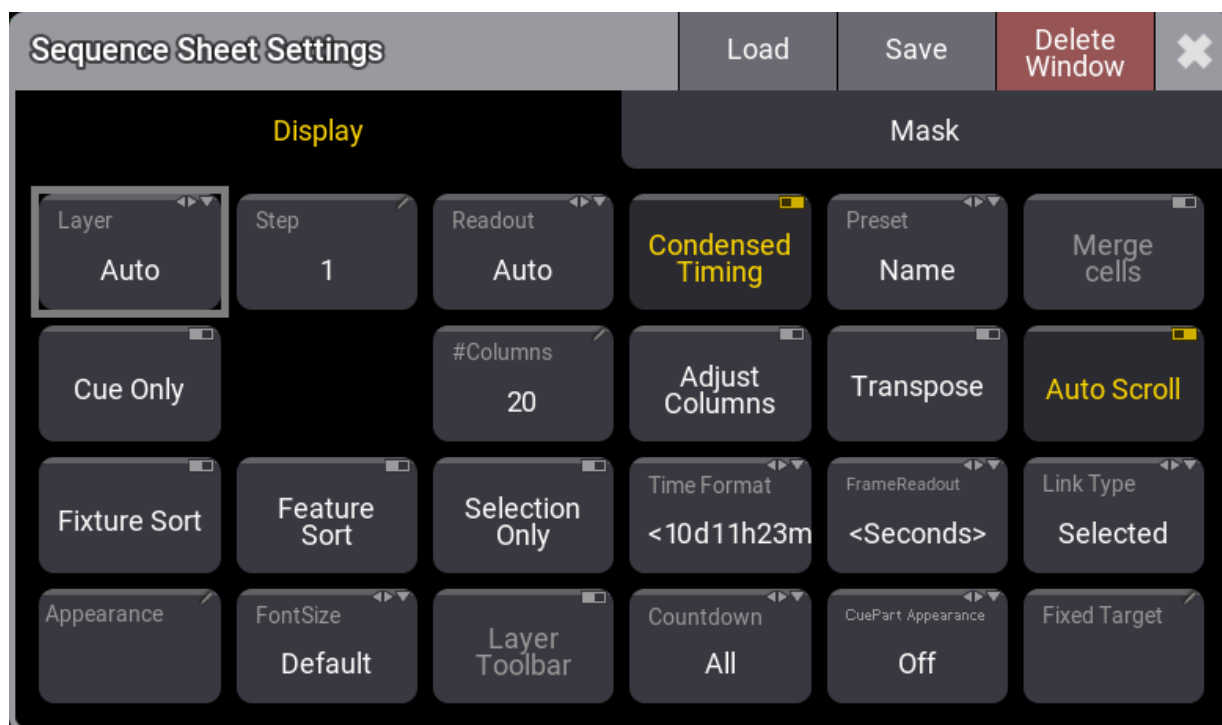 Sequence Sheet Settings
Load
Save
Delete
Window
Display
Mask
Layer
Auto
Step
1
Readout
Auto
Condensed
Timing
Preset
Name
Merge
cells
Cue Only
#Columns
20
Adjust
Columns
Transpose
Auto Scroll
Fixture Sort
Feature
Sort
Selection
Only
Time Format
<10d11h23m
FrameReadout
<Seconds>
Link Type
Selected
Appearance
FontSize
Default
Layer
Toolbar
Countdown
All
CuePart Appearance
Off
Fixed Target